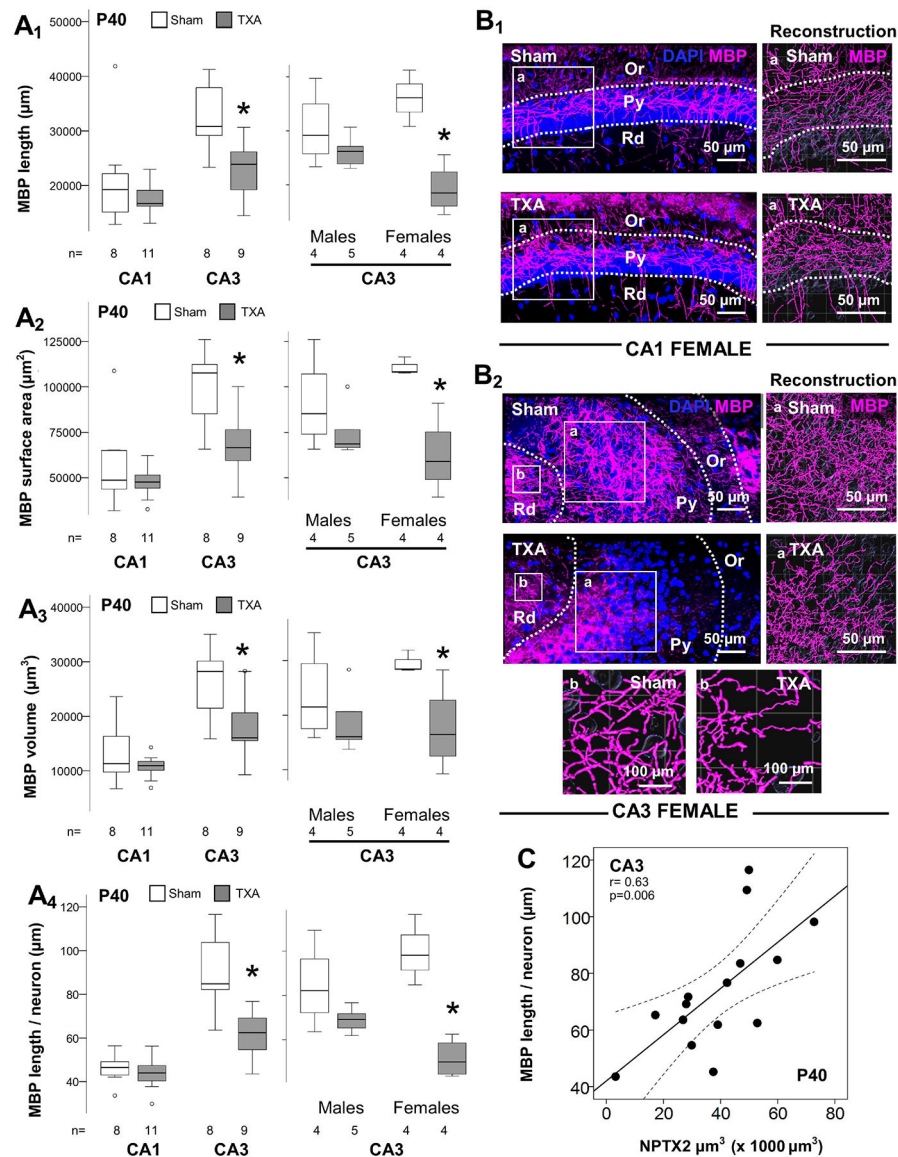 A1
P40 Sham TXA
MBP length (µm)
50000
40000
30000
20000
* *
Males Females
n= 8 11 8 9 4 5 4 4
CA1 CA3 CA3
A2
P40 Sham TXA
MBP surface area (µm2)
125000
100000
75000
50000
* *
Males Females
n= 8 11 8 9 4 5 4 4
CA1 CA3 CA3
A3
P40 Sham TXA
MBP volume (µm3)
40000
30000
20000
10000
* *
Males Females
n= 8 11 8 9 4 5 4 4
CA1 CA3 CA3
A4
P40 Sham TXA
MBP length / neuron (µm)
120
100
80
60
40
* *
Males Females
n= 8 11 8 9 4 5 4 4
CA1 CA3 CA3
B1
Reconstruction
Sham DAPI MBP
a
Or
Py
Rd
50 µm
a Sham MBP
50 µm
TXA
a
Or
Py
Rd
50 µm
a TXA
50 µm
CA1 FEMALE
B2
Reconstruction
Sham DAPI MBP
a
b
Or
Rd
Py
50 µm
a Sham MBP
50 µm
TXA
a
b
Or
Rd
Py
50 µm
a TXA
50 µm
b Sham
100 µm
b TXA
100 µm
CA3 FEMALE
C
CA3
r= 0.63
p=0.006
MBP length / neuron (µm)
120
100
80
60
40
P40
0 20 40 60 80
NPTX2 µm3 (x 1000 µm3)